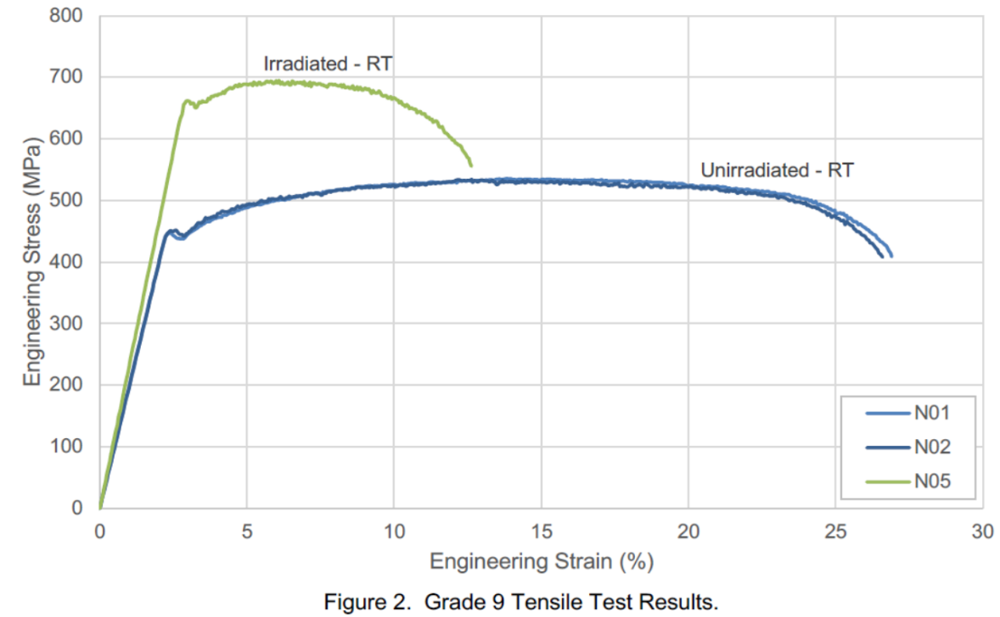 800
700
600
500
400
300
200
100
0
Engineering Stress (MPa)
Irradiated - RT
Unirradiated - RT
N01
N02
N05
0 5 10 15 20 25 30
Engineering Strain (%)
Figure 2. Grade 9 Tensile Test Results.